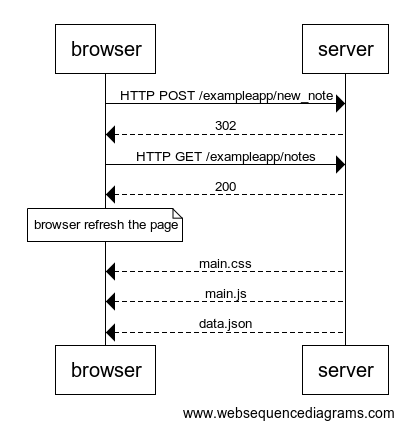 browser server
HTTP POST /exampleapp/new_note
302
HTTP GET /exampleapp/notes
200
browser refresh the page
main.css
main.js
data.json
browser server
www.websequencediagrams.com